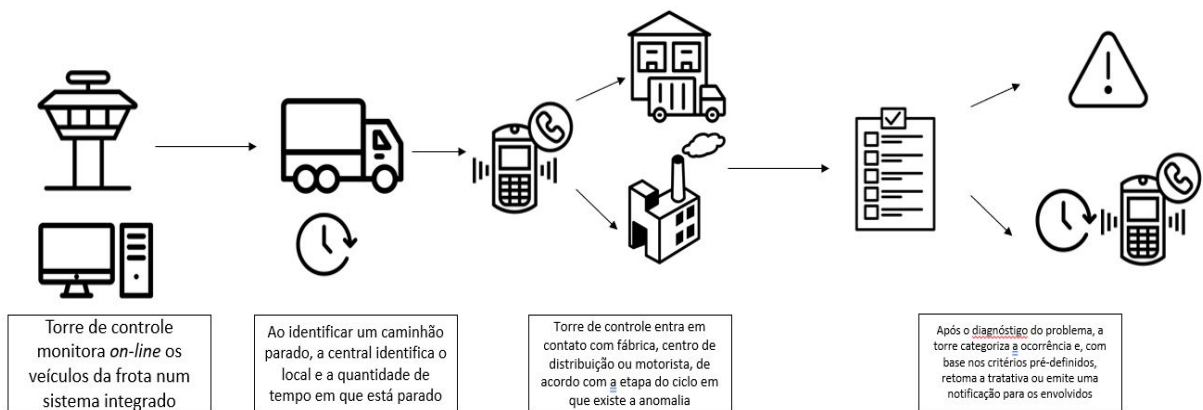 Torre de controle
monitora on-line os
veículos da frota num
sistema integrado
Ao identificar um caminhão
parado, a central identifica o
local e a quantidade de
tempo em que está parado
Torre de controle entra em
contato com fábrica, centro de
distribuição ou motorista, de
acordo com a etapa do ciclo em
que existe a anomalia
Após o diagnóstigo do problema, a
torre categoriza a ocorrência e, com
base nos critérios pré-definidos,
retoma a tratativa ou emite uma
notificação para os envolvidos